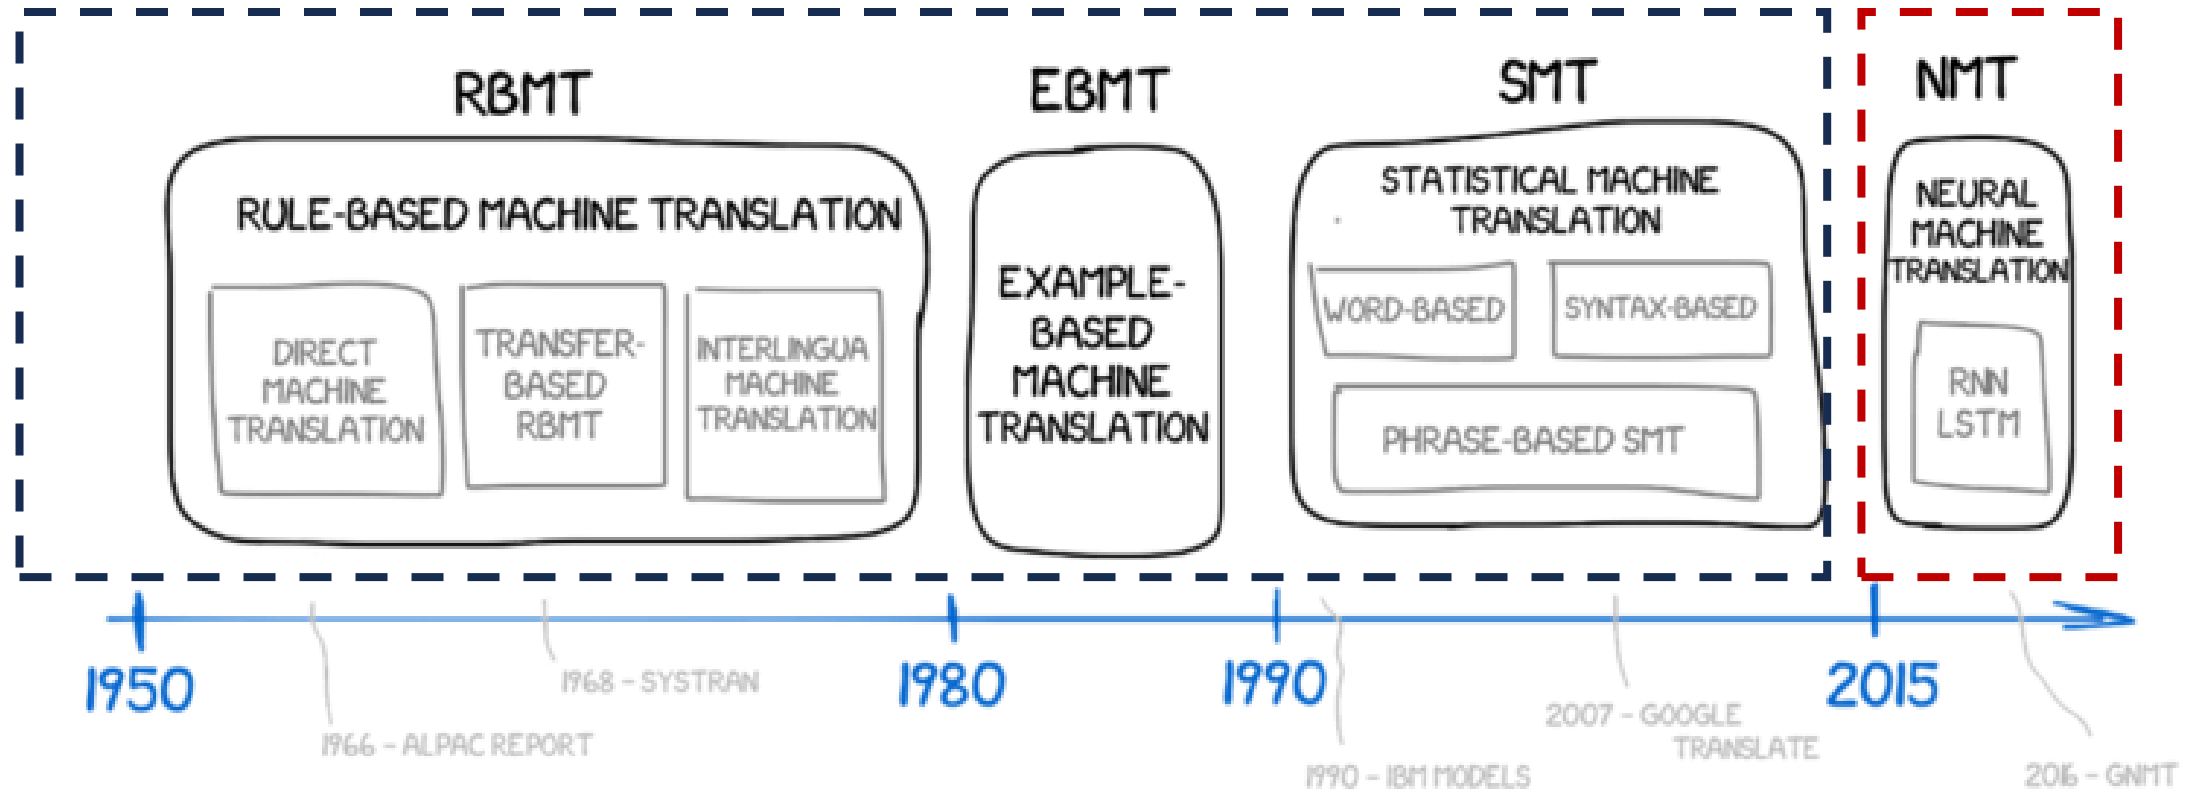 RBMT
EBMT
SMT
NMT
RULE-BASED MACHINE TRANSLATION
DIRECT
MACHINE
TRANSLATION
TRANSFER-
BASED
RBMT
INTERLINGUA
MACHINE
TRANSLATION
EXAMPLE-
BASED
MACHINE
TRANSLATION
STATISTICAL MACHINE
TRANSLATION
WORD-BASED
SYNTAX-BASED
PHRASE-BASED SMT
NEURAL
MACHINE
TRANSLATION
RNN
LSTM
1950
1980
1990
2015
1966 - ALPAC REPORT
1968 - SYSTRAN
1990 - IBM MODELS
2007 - GOOGLE
TRANSLATE
2016 - GNMT